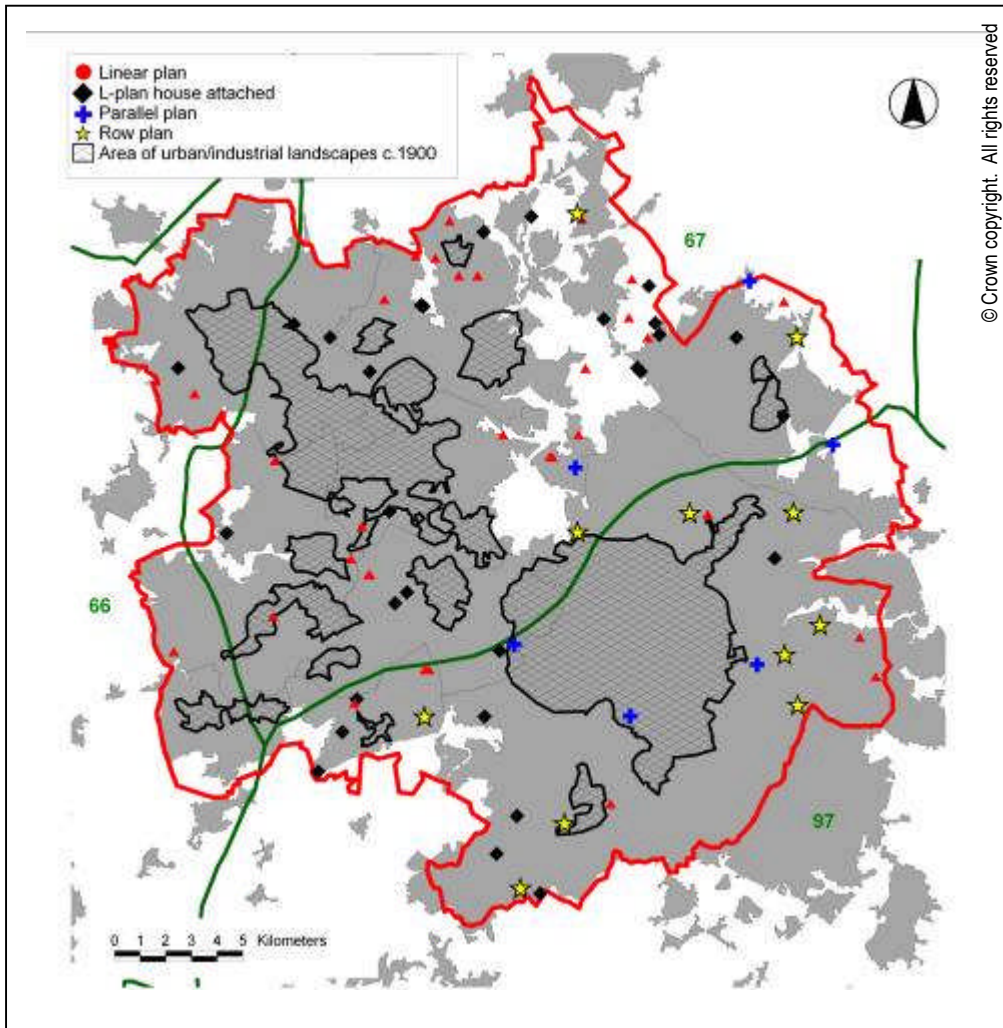 Linear plan
L-plan house attached
Parallel plan
Row plan
Area of urban/industrial landscapes c.1900
© Crown copyright. All rights reserved
67
66
97
0 1 2 3 4 5 Kilometers